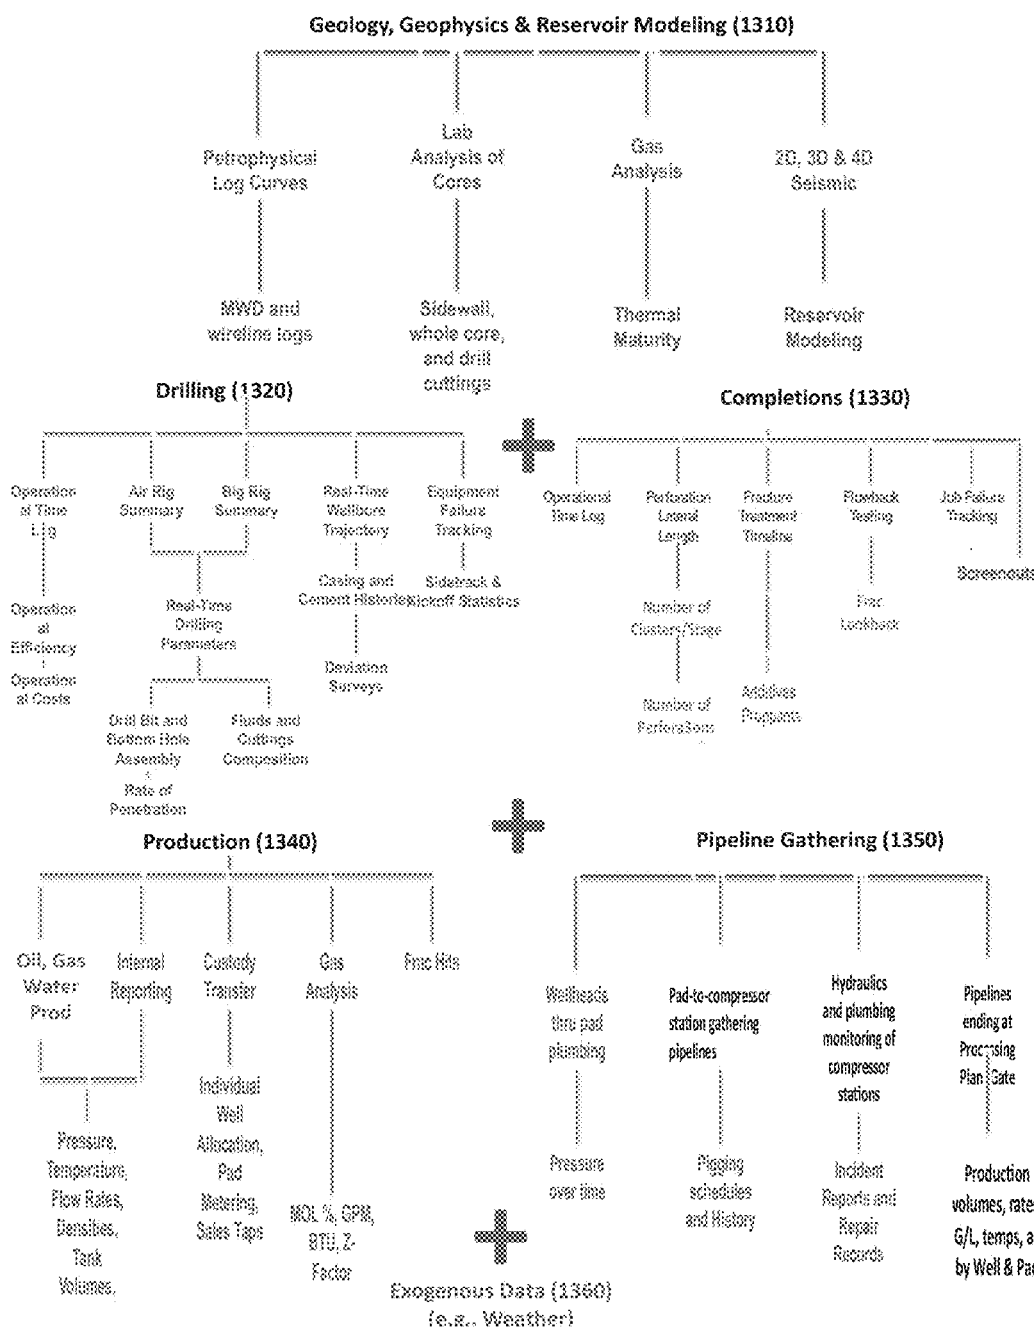 Geology, Geophysics & Reservoir Modeling (1310)
Petrophysical
Log Curves
Lab
Analysis of
Cores
Gas
Analysis
2D, 3D & 4D
Seismic
MWD and
wireline logs
Sidewall,
whole core,
and drill
cuttings
Thermal
Maturity
Reservoir
Modeling
Drilling (1320)
Operation
al Time
Log
Air Rig
Summary
Big Rig
Summary
Real-Time
Wellbore
Trajectory
Equipment
Failure
Tracking
Operation
al
Efficiency
Operation
al Costs
Real-Time
Drilling
Parameters
Casing and
Cement Histories
Sidetrack &
Kickoff Statistics
Deviation
Surveys
Drill Bit and
Bottom Hole
Assembly
Fluids and
Cuttings
Composition
Rate of
Penetration
+
Completions (1330)
Operational
Time Log
Perforation
Lateral
Length
Fracture
Treatment
Timeline
Flowback
Testing
Job Failure
Tracking
Screenouts
Number of
Clusters/Stage
Frac
Lookback
Number of
Perforations
Additives
Proppants
+
Production (1340)
Oil, Gas
Water
Prod
Internal
Reporting
Custody
Transfer
Gas
Analysis
Frac Hits
Pressure,
Temperature,
Flow Rates,
Densities,
Tank
Volumes,
Individual
Well
Allocation,
Pad
Metering,
Sales Taps
MOL %, GPM,
BTU, Z-
Factor
Pipeline Gathering (1350)
Wellheads
thru pad
plumbing
Pad-to-compressor
station gathering
pipelines
Hydraulics
and plumbing
monitoring of
compressor
stations
Pipelines
ending at
Processing
Plant Gate
Pressure
over time
Pigging
schedules
and History
Incident
Reports and
Repair
Records
Production
volumes, rate
G/L, temps, a
by Well & Pad
+
Exogenous Data (1360)
(e.g., Weather)